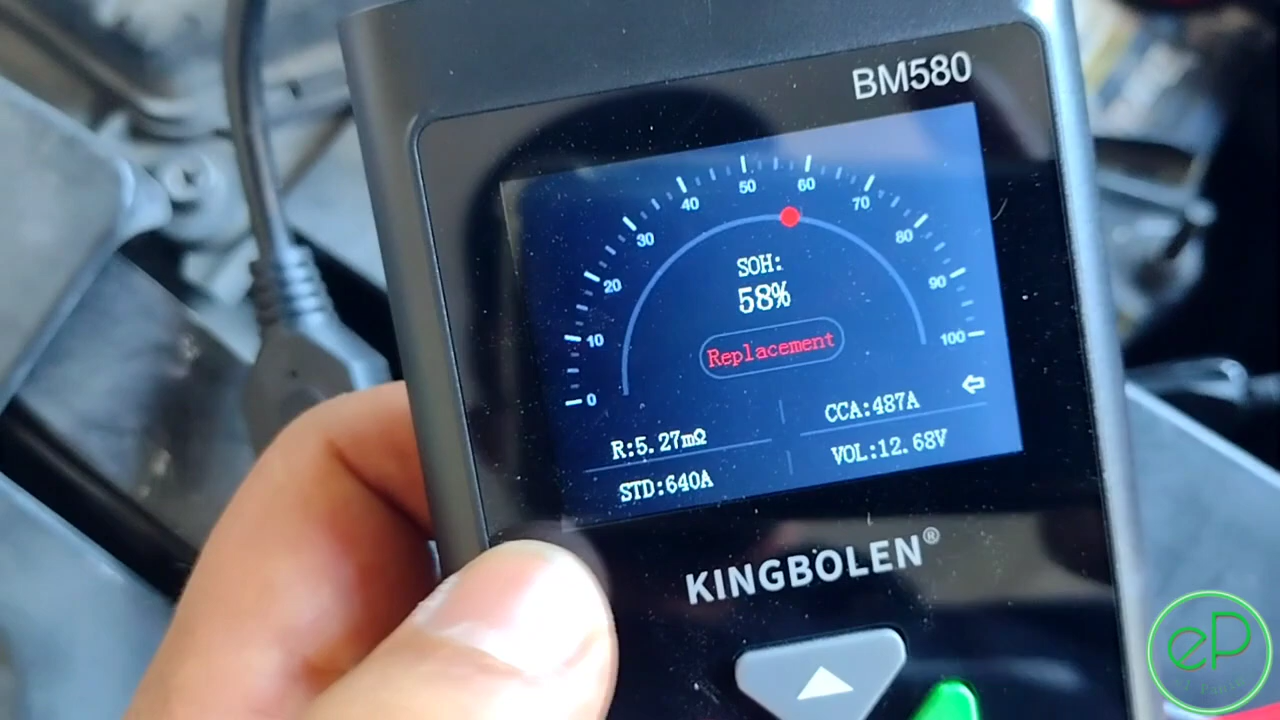 BM580
0
10
20
30
40
50
60
70
80
90
100
SOH:
58%
Replacement
R:5.27mΩ
CCA:487A
STD:640A
VOL:12.68V
KINGBOLEN®
eP